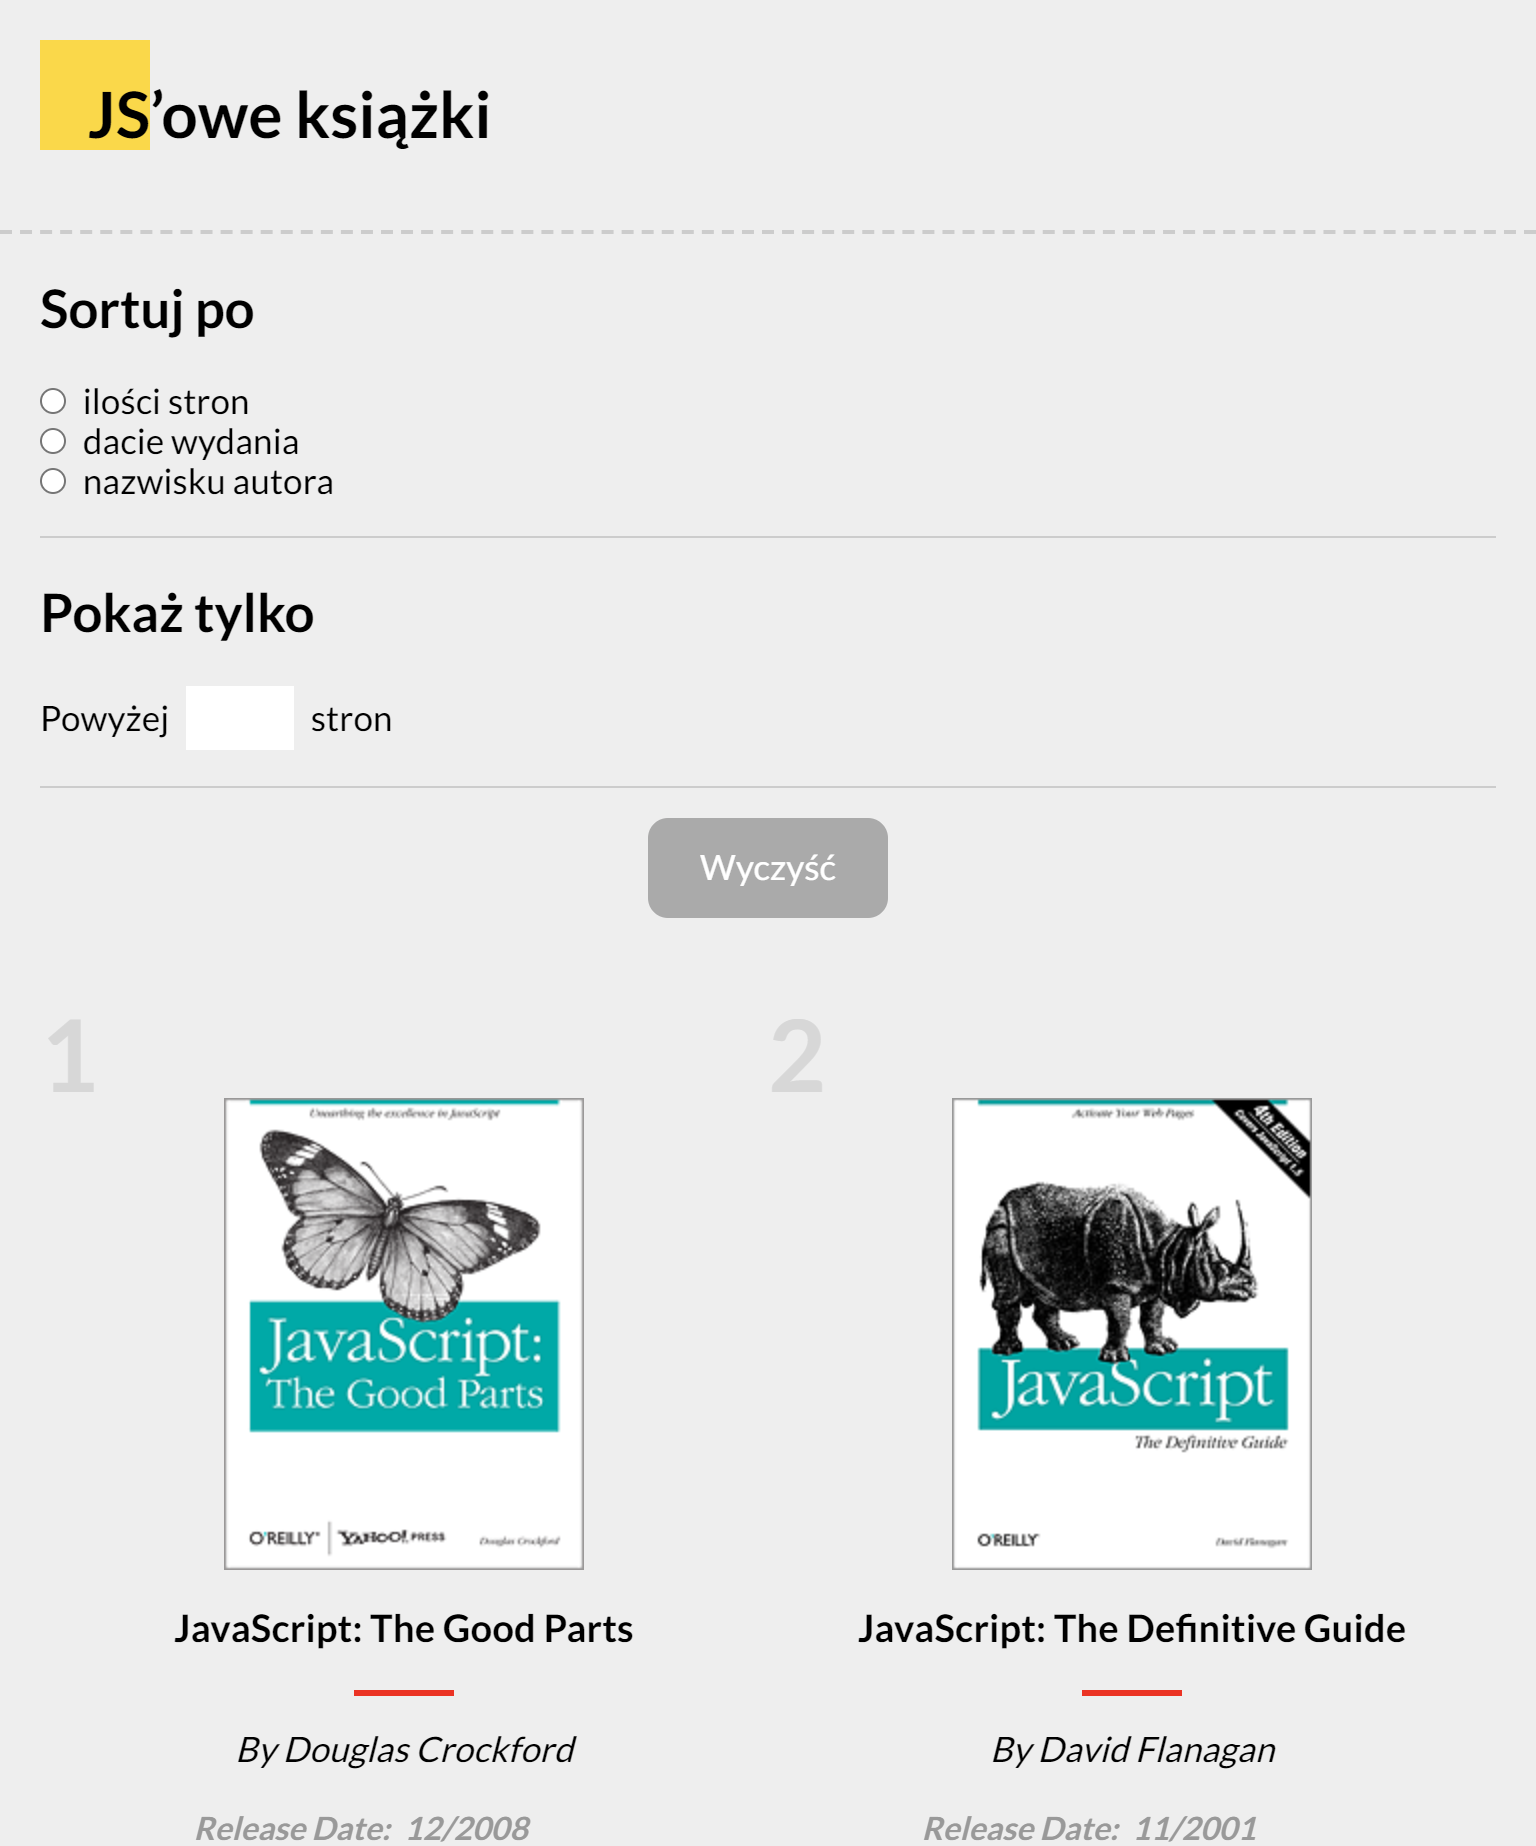 JS’owe książki
Sortuj po
ilości stron
dacie wydania
nazwisku autora
Pokaż tylko
Powyżej stron
Wyczyść
1
2
Unearthing the excellence in JavaScript
JavaScript:
The Good Parts
O'REILLY® YAHOO! PRESS Douglas Crockford
Activate Your Web Pages
4th Edition
Covers JavaScript 1.5
JavaScript
The Definitive Guide
O'REILLY® David Flanagan
JavaScript: The Good Parts
By Douglas Crockford
Release Date: 12/2008
JavaScript: The Definitive Guide
By David Flanagan
Release Date: 11/2001